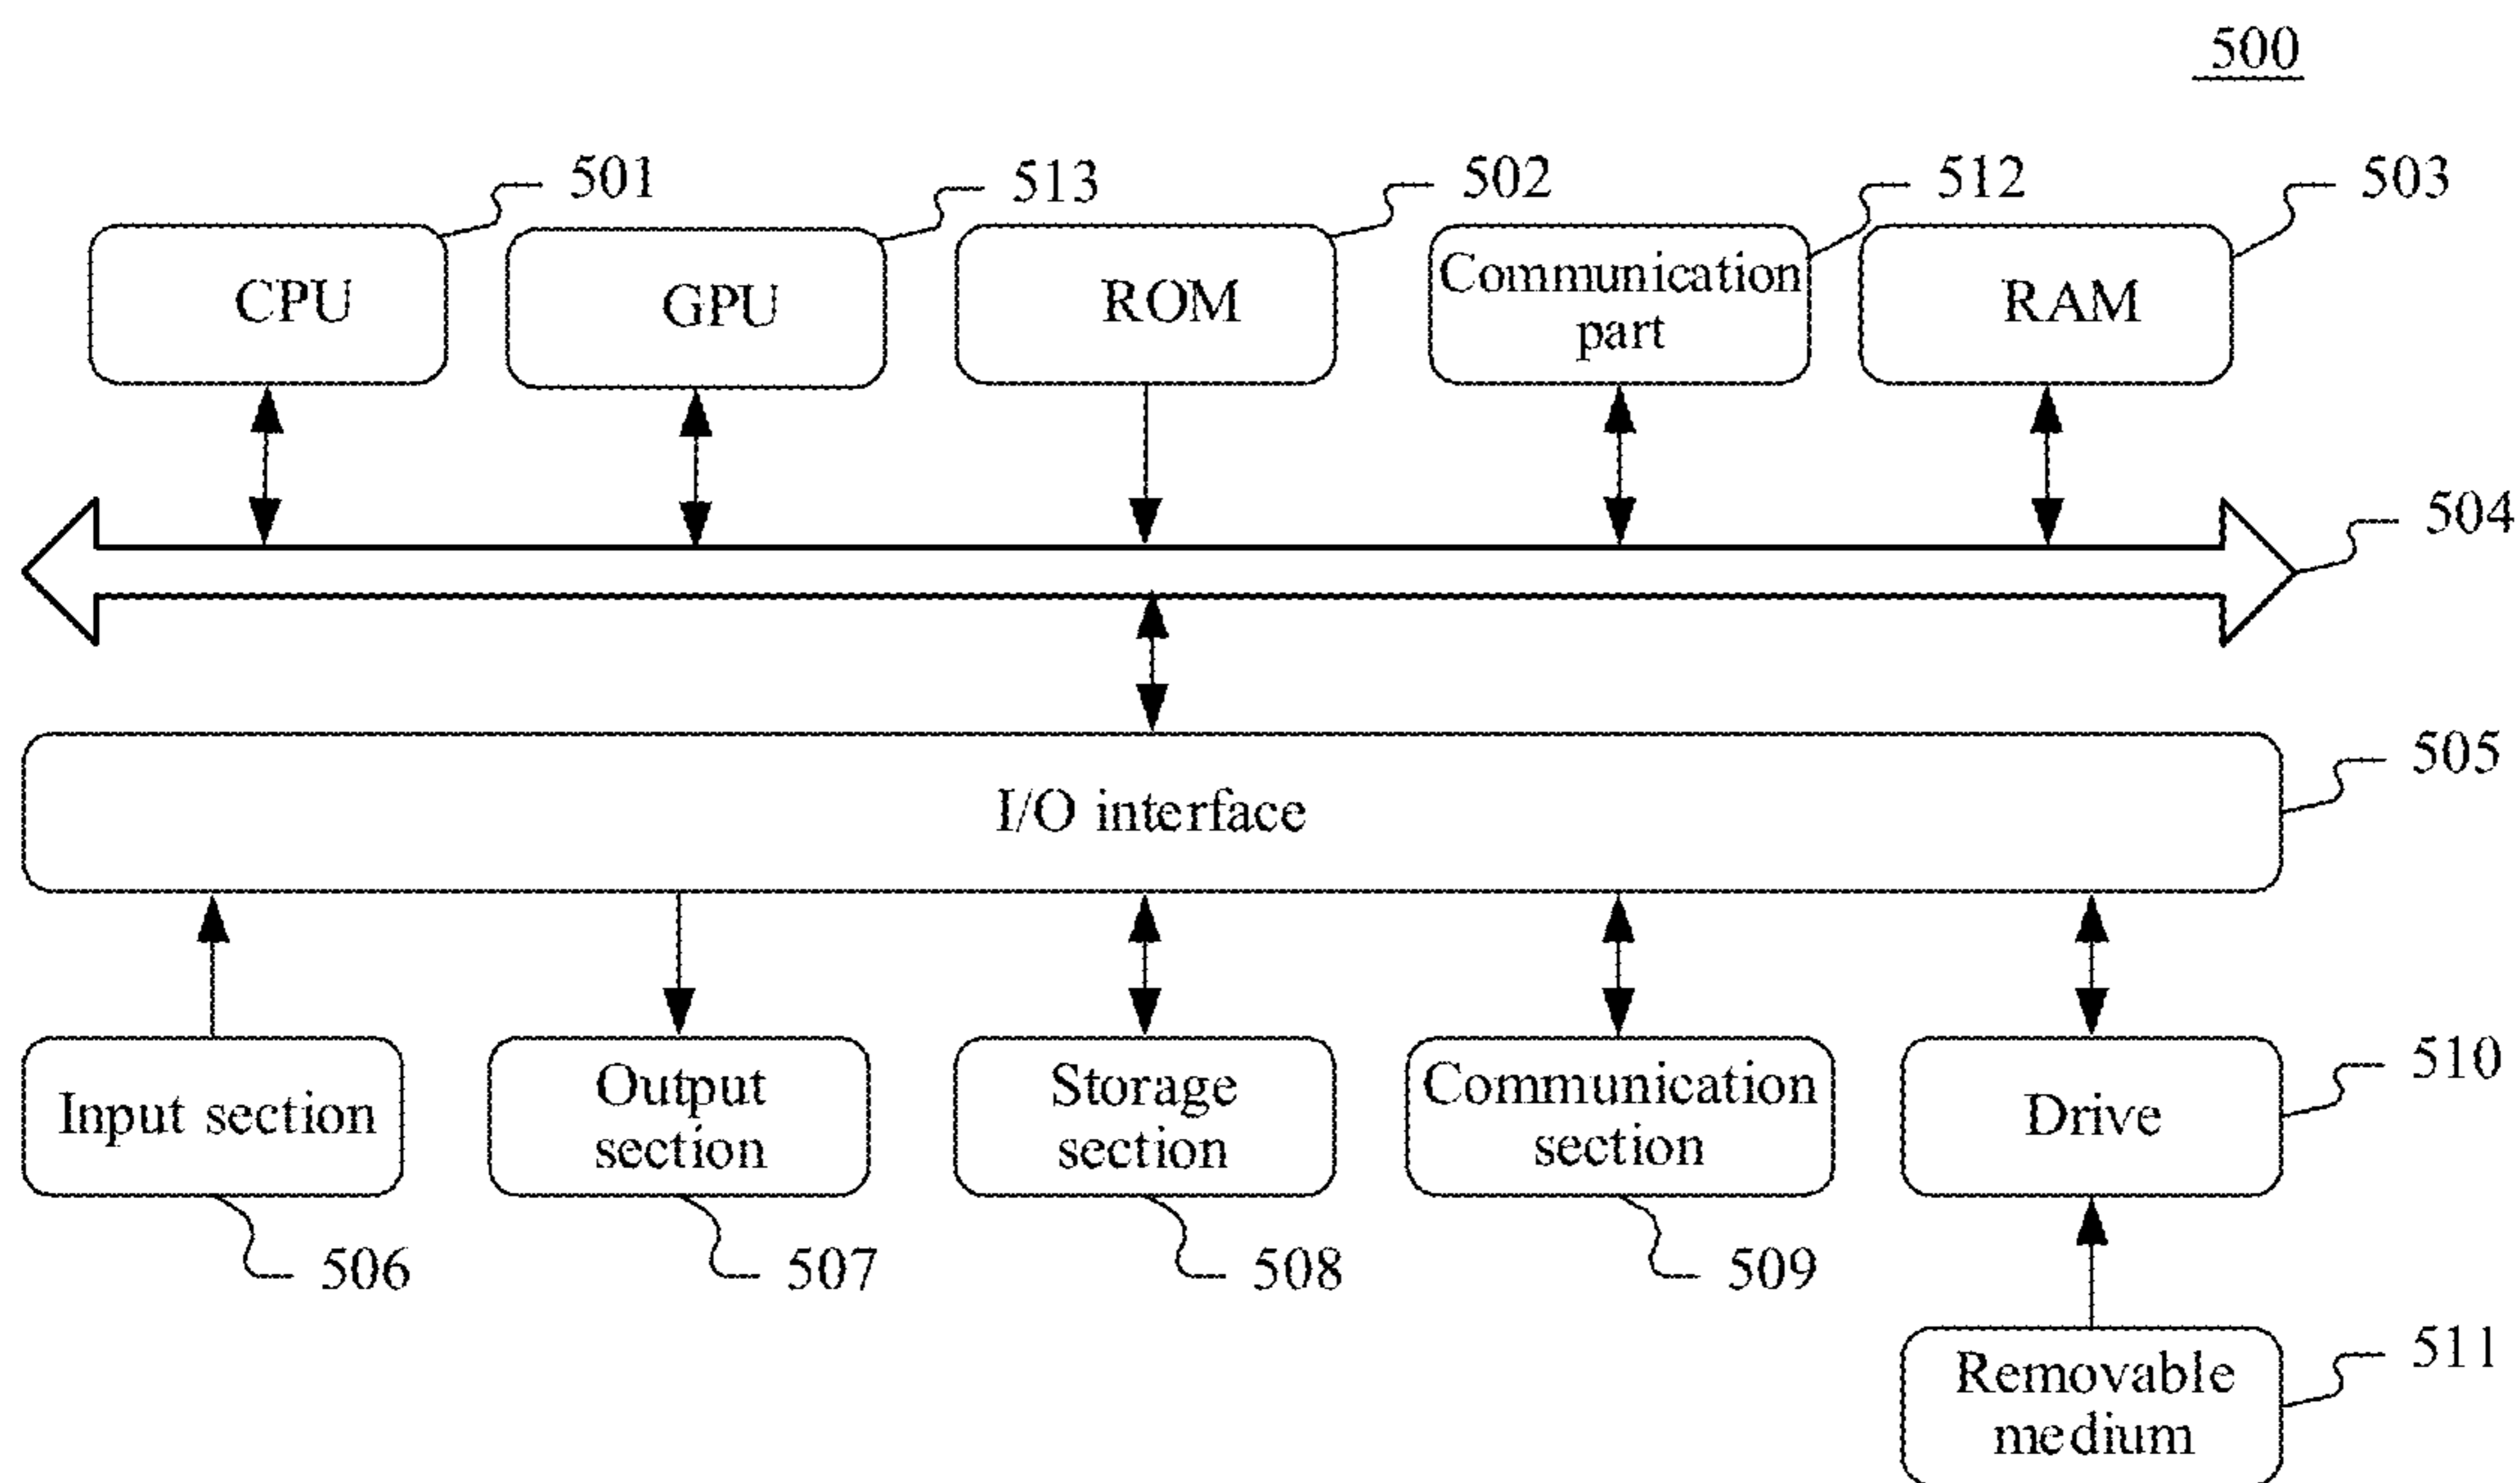 500
501
513
502
512
503
CPU
GPU
ROM
Communication
part
RAM
504
505
I/O interface
Input section
Output
section
Storage
section
Communication
section
Drive
510
506
507
508
509
511
Removable
medium